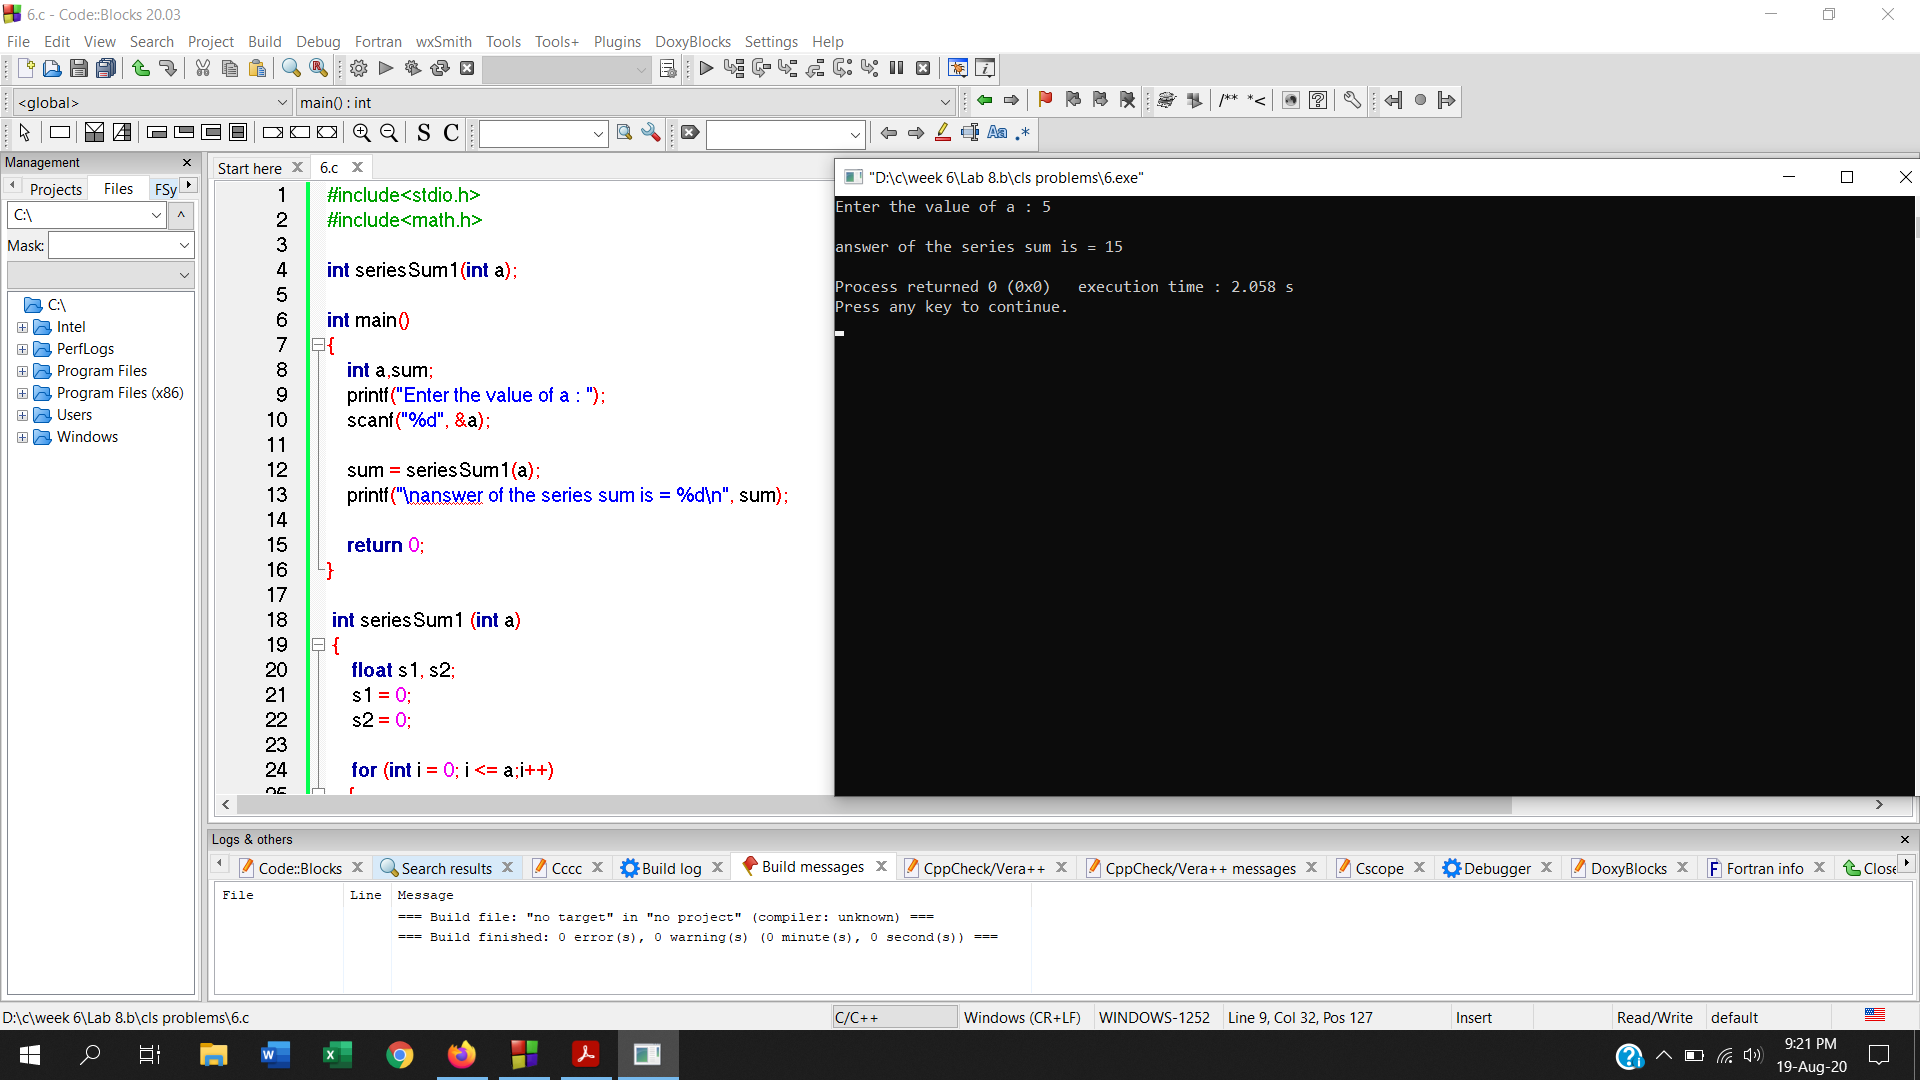 6.c - Code::Blocks 20.03
File Edit View Search Project Build Debug Fortran wxSmith Tools Tools+ Plugins DoxyBlocks Settings Help
<global> main() : int
/** *<
S C Aa .*
Management
Projects Files FSy
C:\
Mask:
C:\
Intel
PerfLogs
Program Files
Program Files (x86)
Users
Windows
Start here 6.c
1 #include<stdio.h>
2 #include<math.h>
3
4 int seriesSum1(int a);
5
6 int main()
7 {
8 int a,sum;
9 printf("Enter the value of a : ");
10 scanf("%d", &a);
11
12 sum = seriesSum1(a);
13 printf("\nanswer of the series sum is = %d\n", sum);
14
15 return 0;
16 }
17
18 int seriesSum1 (int a)
19 {
20 float s1, s2;
21 s1 = 0;
22 s2 = 0;
23
24 for (int i = 0; i <= a;i++)
25 {
"D:\c\week 6\Lab 8.b\cls problems\6.exe"
Enter the value of a : 5
answer of the series sum is = 15
Process returned 0 (0x0) execution time : 2.058 s
Press any key to continue.
Logs & others
Code::Blocks Search results Cccc Build log Build messages CppCheck/Vera++ CppCheck/Vera++ messages Cscope Debugger DoxyBlocks Fortran info Close
File Line Message
=== Build file: "no target" in "no project" (compiler: unknown) ===
=== Build finished: 0 error(s), 0 warning(s) (0 minute(s), 0 second(s)) ===
D:\c\week 6\Lab 8.b\cls problems\6.c C/C++ Windows (CR+LF) WINDOWS-1252 Line 9, Col 32, Pos 127 Insert Read/Write default
9:21 PM
19-Aug-20